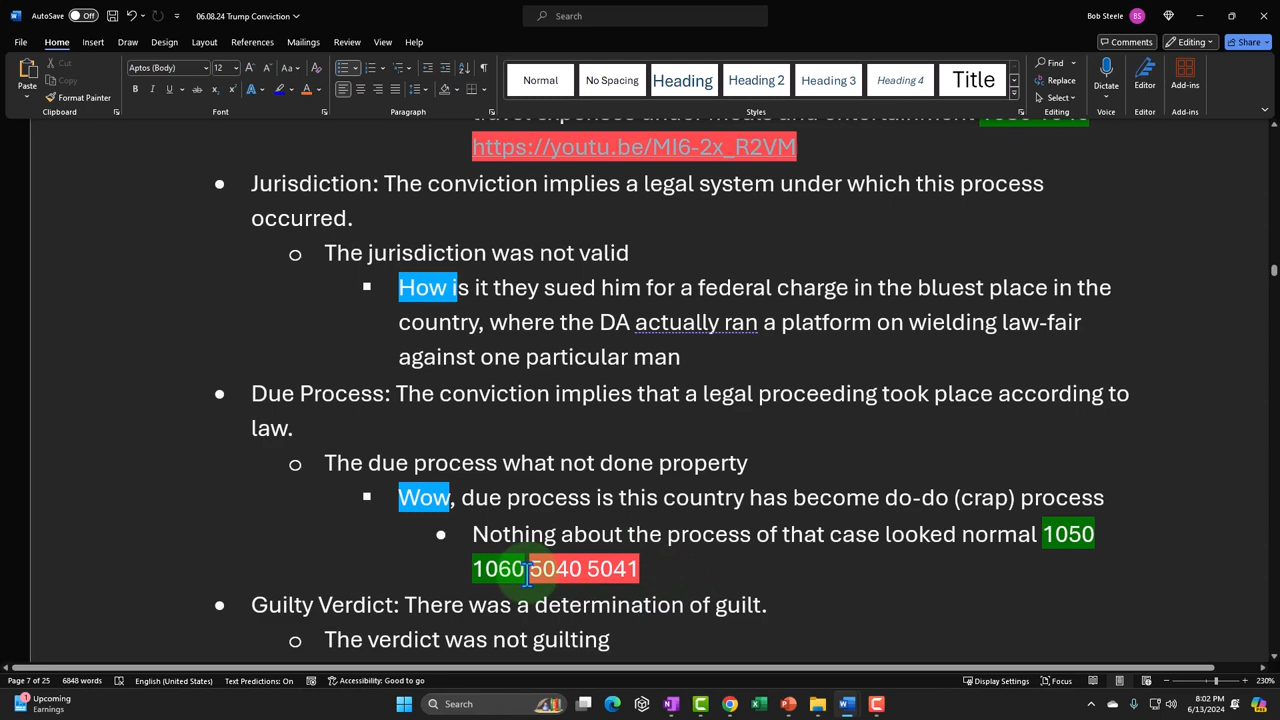 AutoSave Off 06.08.24 Trump Conviction Search Bob Steele BS
File Home Insert Draw Design Layout References Mailings Review View Help Comments Editing Share
Paste Cut Copy Format Painter Clipboard
Aptos (Body) 12 Aa Font
Paragraph
Normal No Spacing Heading Heading 2 Heading 3 Heading 4 Title Styles
Find Replace Select Editing
Dictate Voice Editor Editor Add-ins Add-ins
https://youtu.be/MI6-2x_R2VM
• Jurisdiction: The conviction implies a legal system under which this process
occurred.
o The jurisdiction was not valid
How is it they sued him for a federal charge in the bluest place in the
country, where the DA actually ran a platform on wielding law-fair
against one particular man
• Due Process: The conviction implies that a legal proceeding took place according to
law.
o The due process what not done property
Wow, due process is this country has become do-do (crap) process
• Nothing about the process of that case looked normal 1050
1060 5040 5041
• Guilty Verdict: There was a determination of guilt.
o The verdict was not guilting
Page 7 of 25 6848 words English (United States) Text Predictions: On Accessibility: Good to go Display Settings Focus 230%
Upcoming
Earnings
Search
8:02 PM
6/13/2024